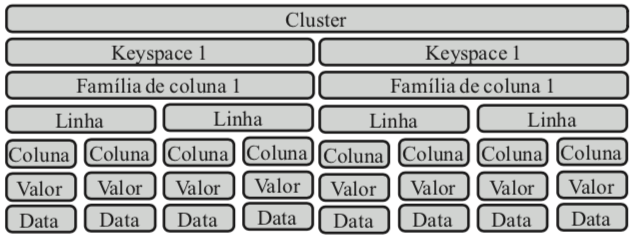 Cluster
Keyspace 1 Keyspace 1
Família de coluna 1 Família de coluna 1
Linha Linha Linha Linha
Coluna Coluna Coluna Coluna Coluna Coluna Coluna Coluna
Valor Valor Valor Valor Valor Valor Valor Valor
Data Data Data Data Data Data Data Data